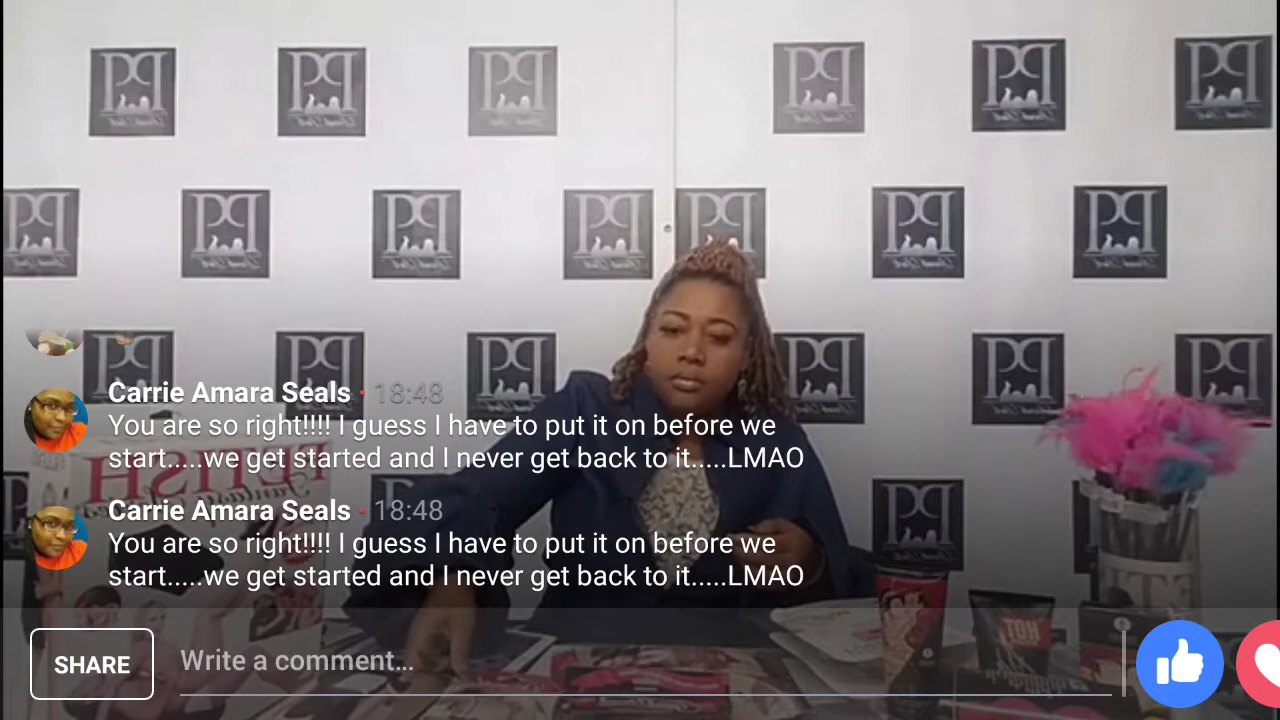 Carrie Amara Seals • 18:48
You are so right!!!! I guess I have to put it on before we
start.....we get started and I never get back to it.....LMAO
FETISH
Fantasy
Carrie Amara Seals • 18:48
You are so right!!!! I guess I have to put it on before we
start.....we get started and I never get back to it.....LMAO
HOT
SHARE
Write a comment...